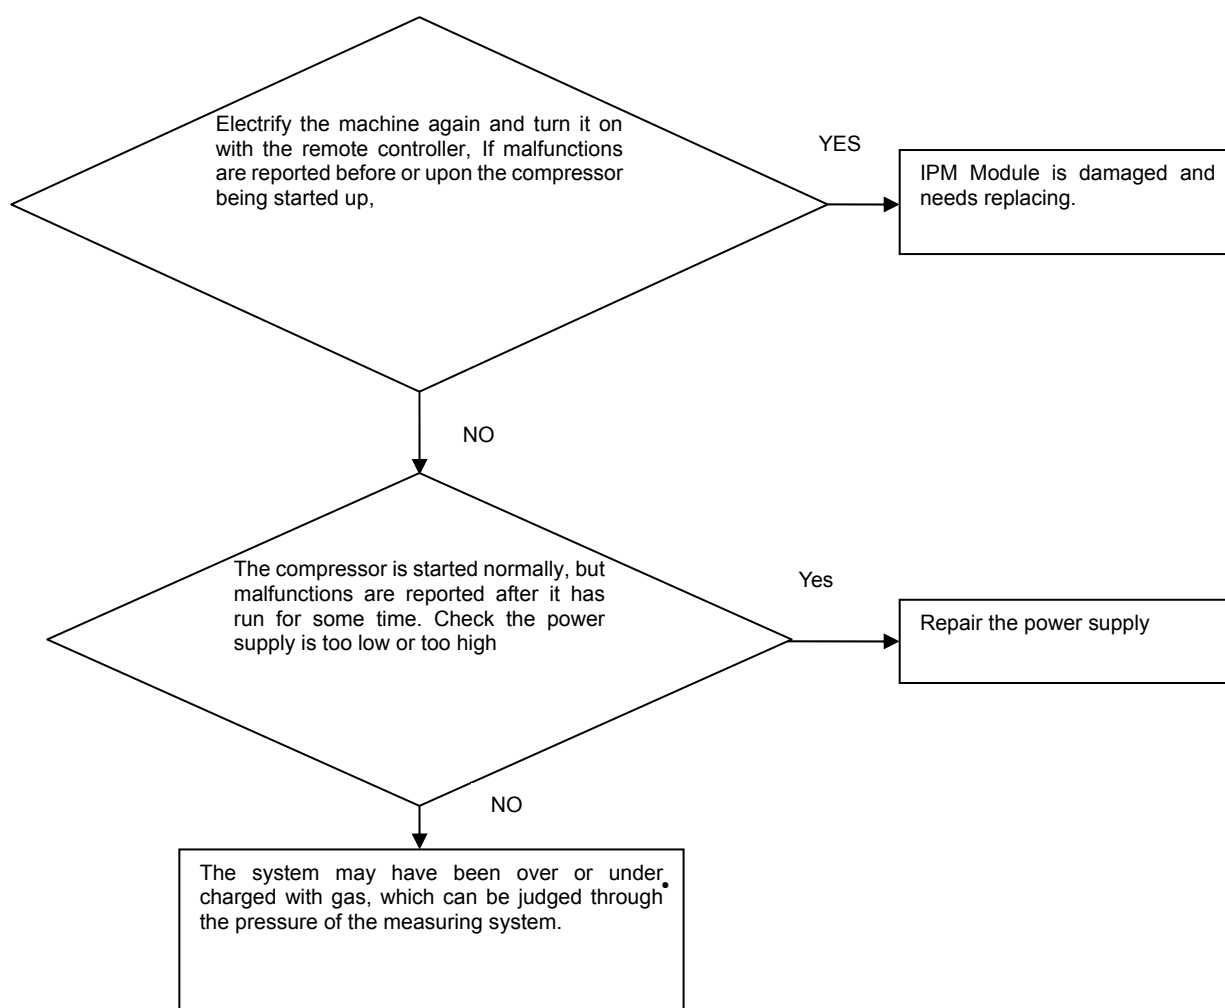 Electrify the machine again and turn it on
with the remote controller, If malfunctions
are reported before or upon the compressor
being started up,
YES
IPM Module is damaged and
needs replacing.
NO
The compressor is started normally, but
malfunctions are reported after it has
run for some time. Check the power
supply is too low or too high
Yes
Repair the power supply
NO
The system may have been over or under
charged with gas, which can be judged through
the pressure of the measuring system.